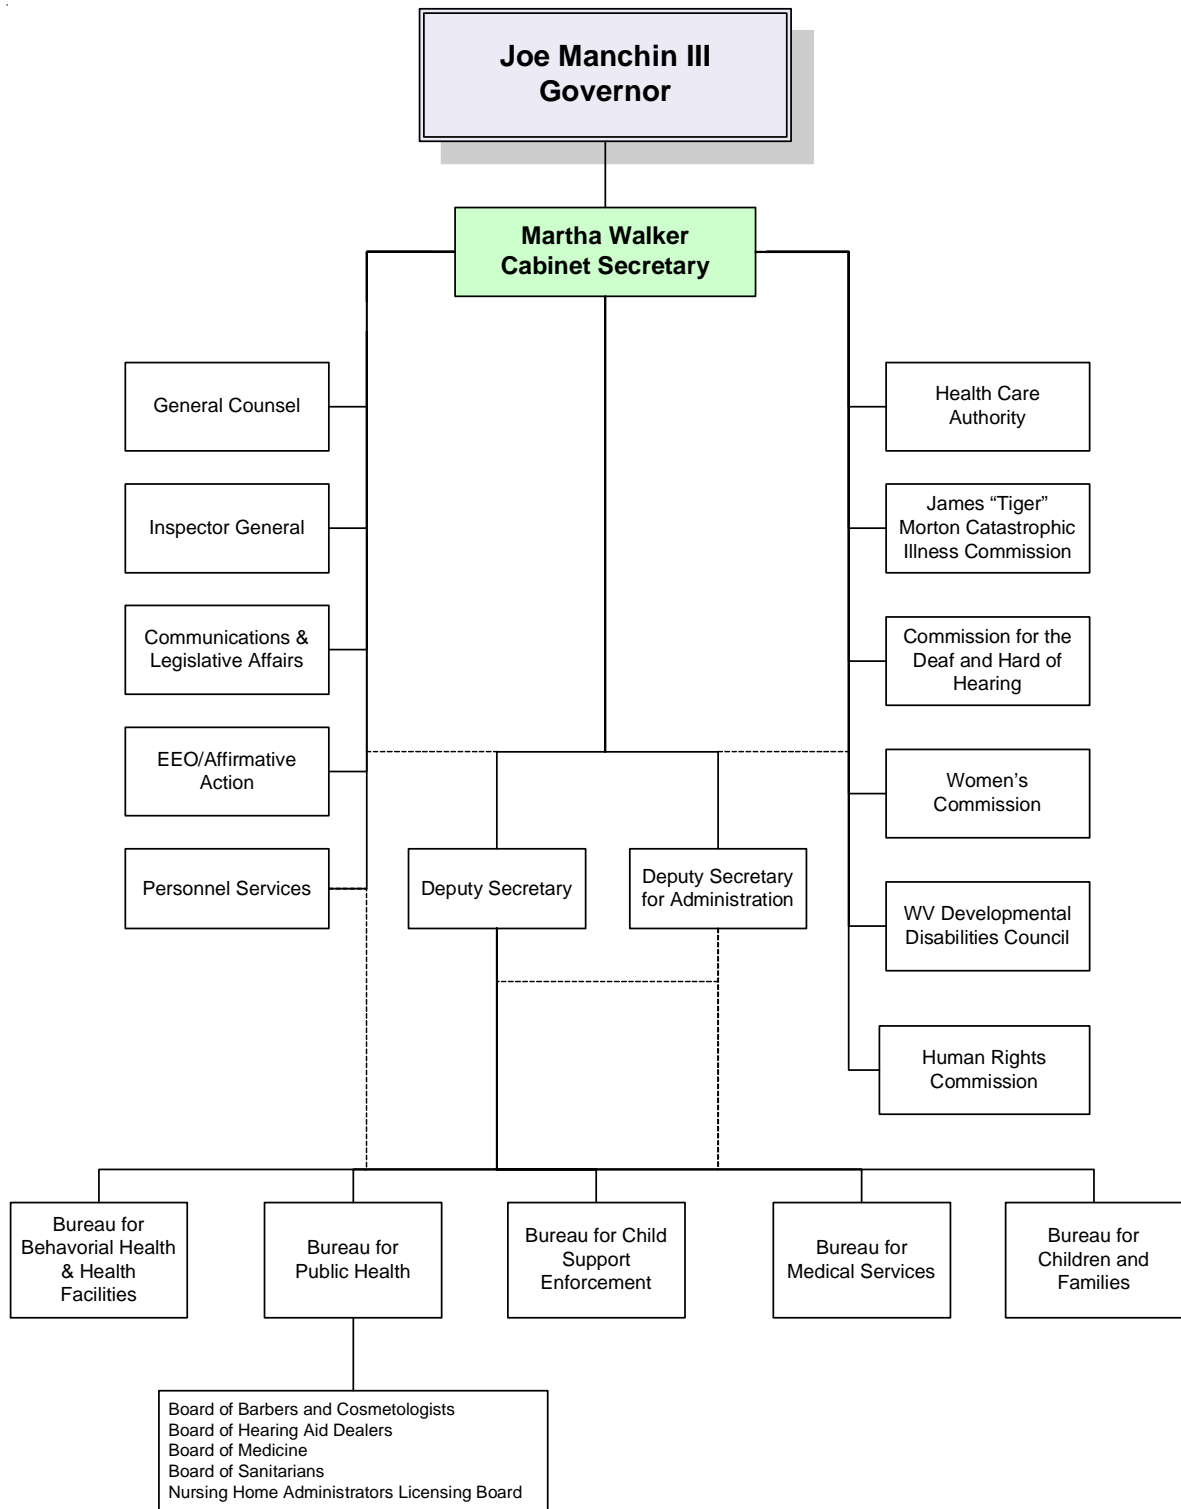 Joe Manchin III
Governor
Martha Walker
Cabinet Secretary
General Counsel
Inspector General
Communications &
Legislative Affairs
EEO/Affirmative
Action
Personnel Services
Health Care
Authority
James “Tiger”
Morton Catastrophic
Illness Commission
Commission for the
Deaf and Hard of
Hearing
Women’s
Commission
WV Developmental
Disabilities Council
Human Rights
Commission
Deputy Secretary
Deputy Secretary
for Administration
Bureau for
Behavorial Health
& Health
Facilities
Bureau for
Public Health
Bureau for Child
Support
Enforcement
Bureau for
Medical Services
Bureau for
Children and
Families
Board of Barbers and Cosmetologists
Board of Hearing Aid Dealers
Board of Medicine
Board of Sanitarians
Nursing Home Administrators Licensing Board